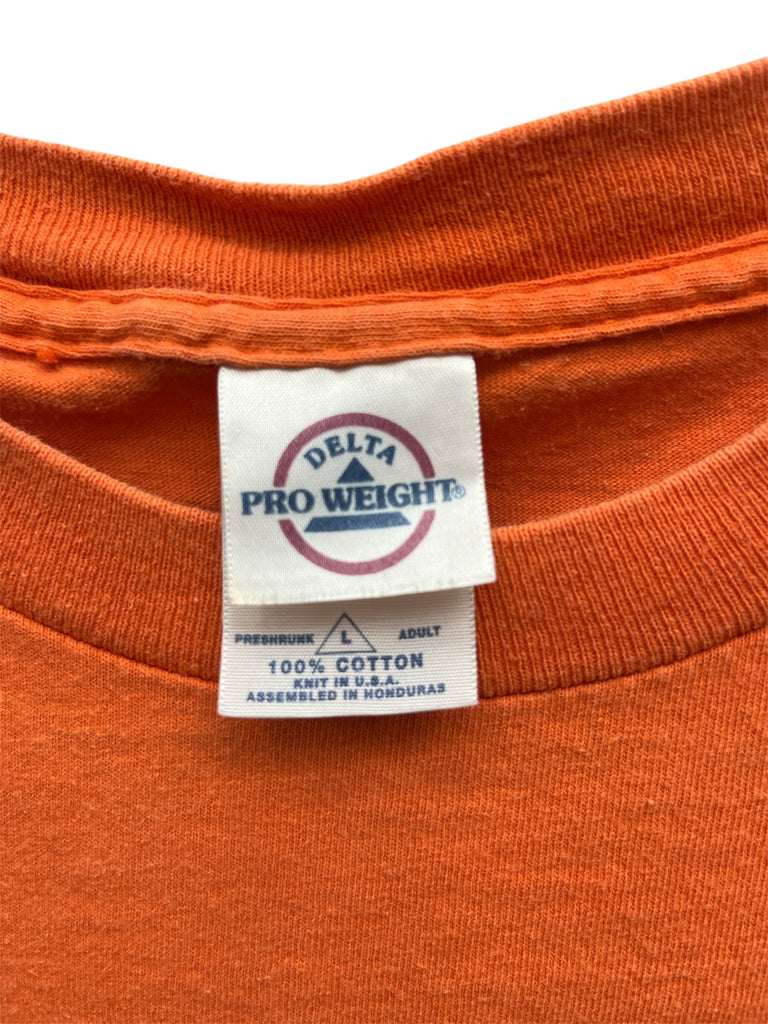 DELTA
PRO WEIGHT®
PRESHRUNK L ADULT
100% COTTON
KNIT IN U.S.A.
ASSEMBLED IN HONDURAS